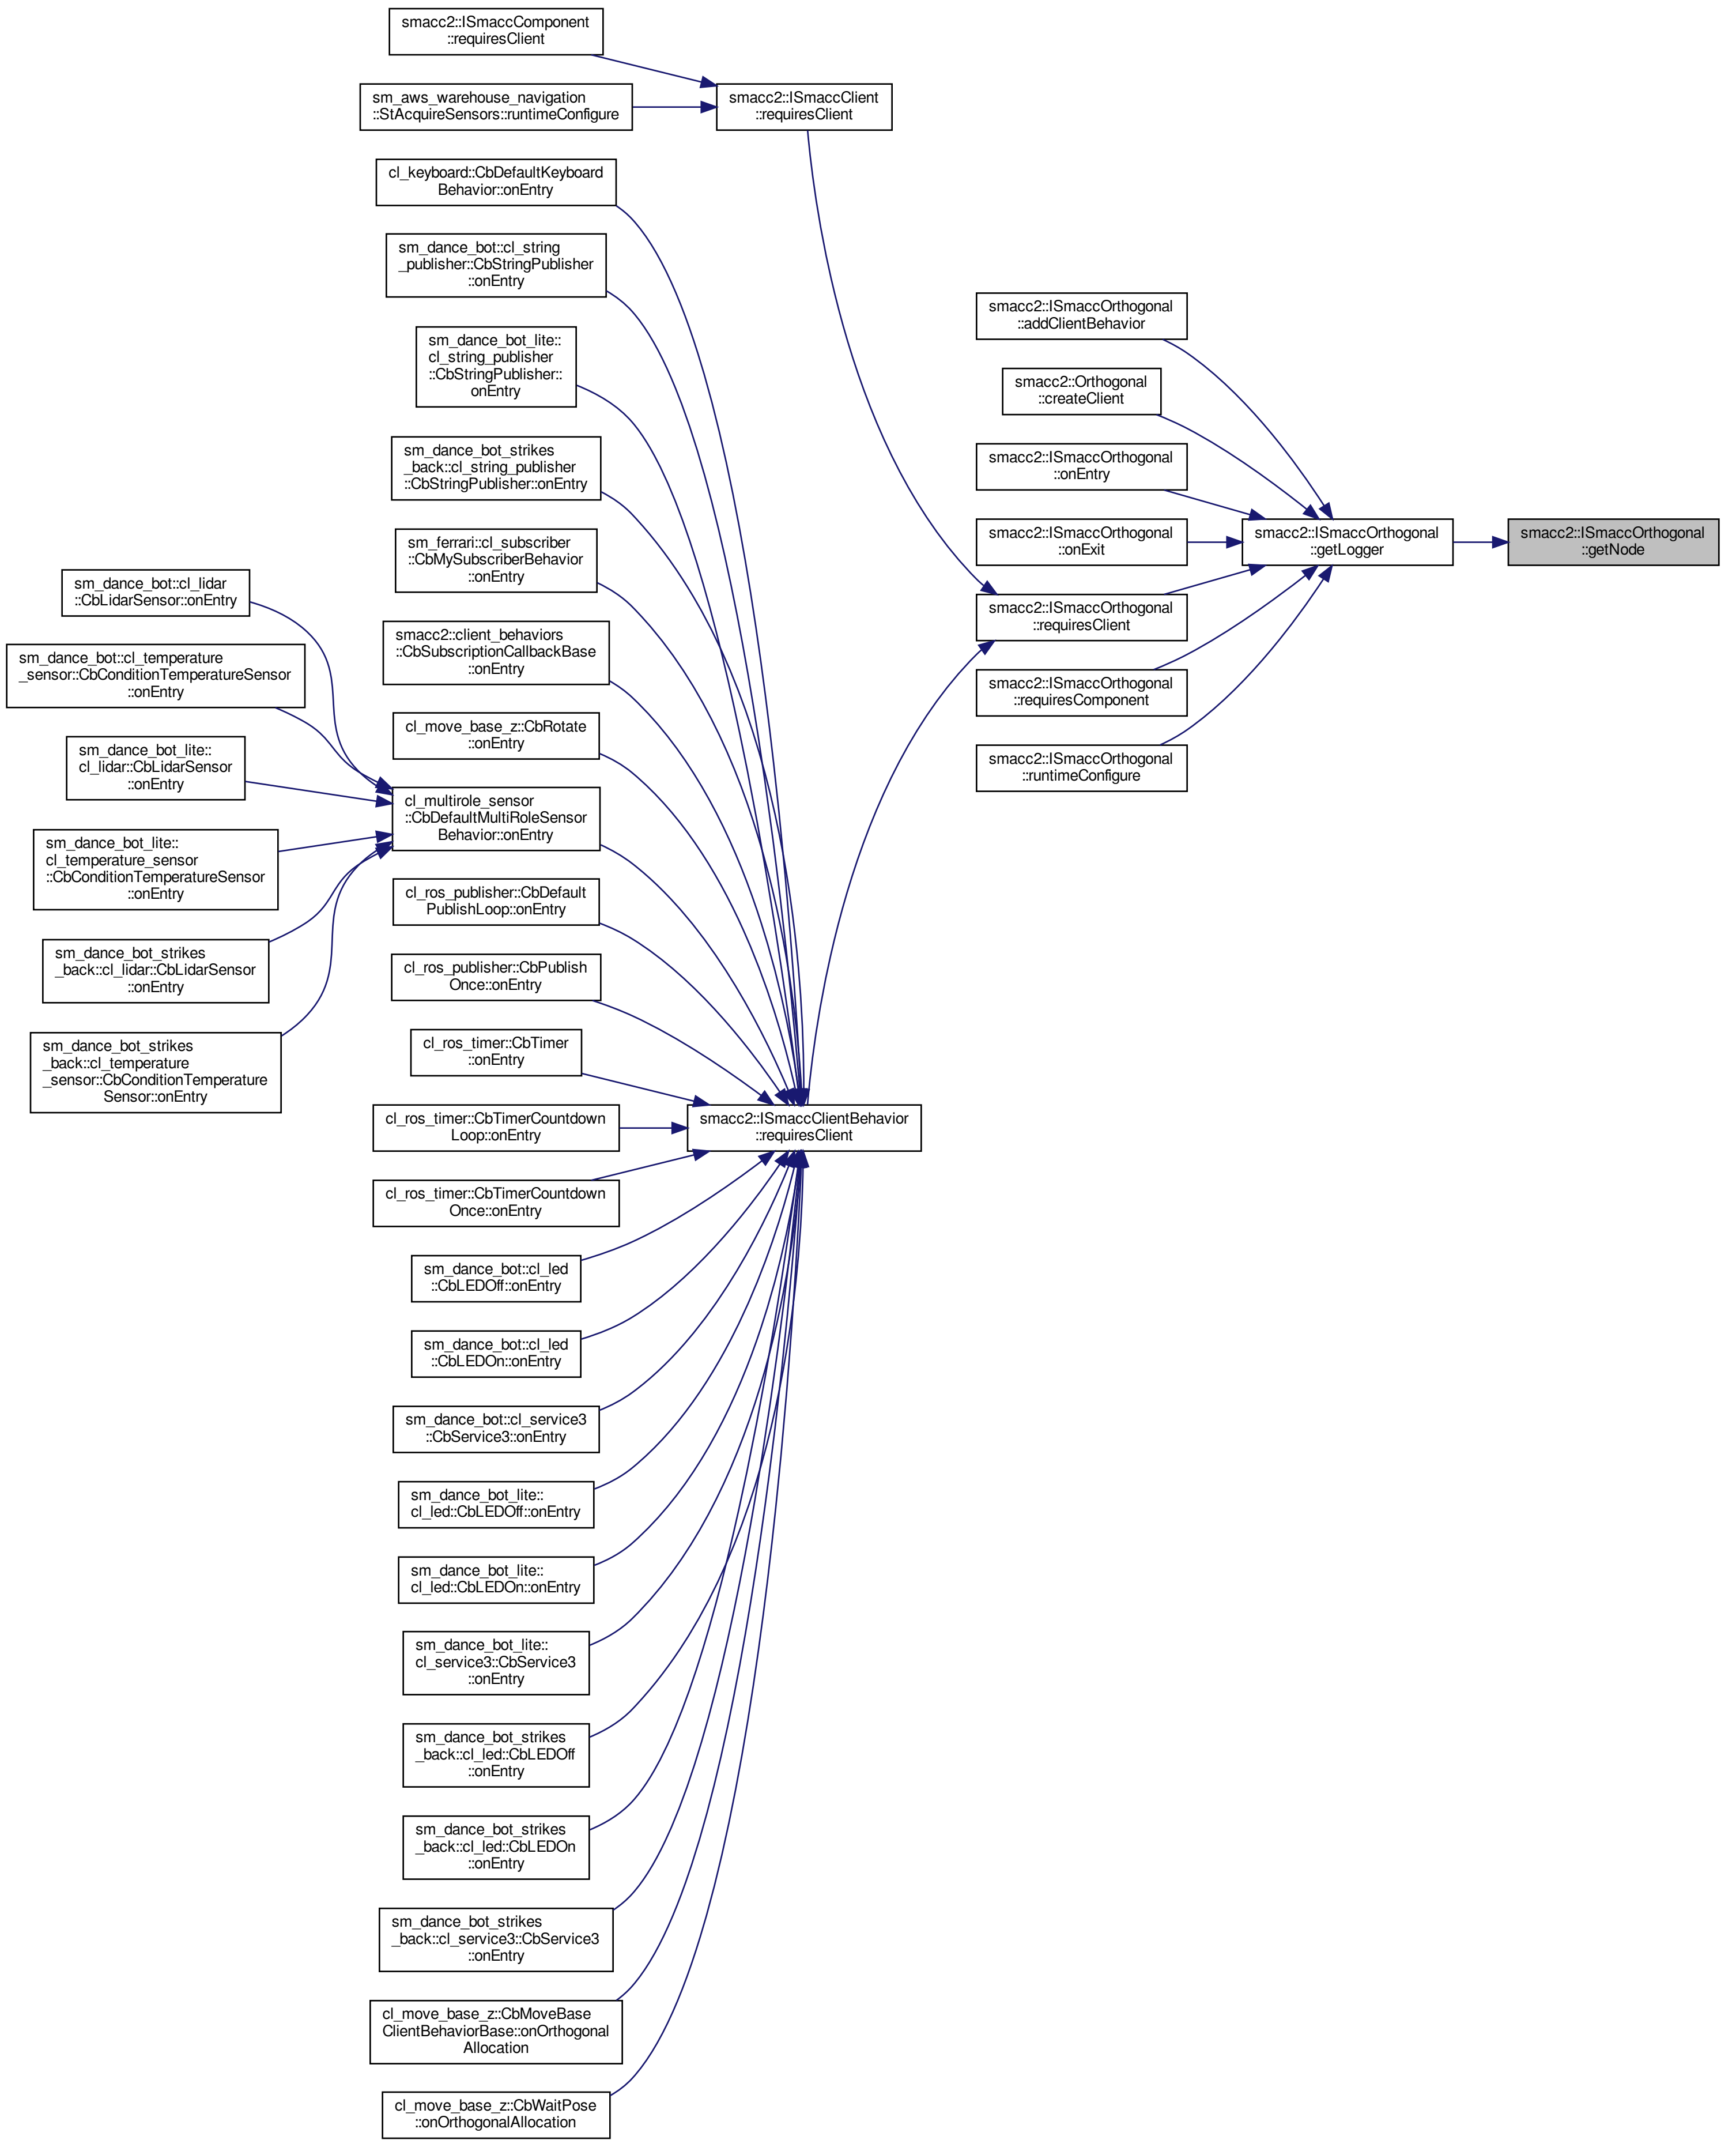 smacc2::ISmaccComponent
::requiresClient
sm_aws_warehouse_navigation
::StAcquireSensors::runtimeConfigure
smacc2::ISmaccClient
::requiresClient
cl_keyboard::CbDefaultKeyboard
Behavior::onEntry
sm_dance_bot::cl_string
_publisher::CbStringPublisher
::onEntry
sm_dance_bot_lite::
cl_string_publisher
::CbStringPublisher::
onEntry
sm_dance_bot_strikes
_back::cl_string_publisher
::CbStringPublisher::onEntry
sm_ferrari::cl_subscriber
::CbMySubscriberBehavior
::onEntry
smacc2::client_behaviors
::CbSubscriptionCallbackBase
::onEntry
cl_move_base_z::CbRotate
::onEntry
cl_multirole_sensor
::CbDefaultMultiRoleSensor
Behavior::onEntry
cl_ros_publisher::CbDefault
PublishLoop::onEntry
cl_ros_publisher::CbPublish
Once::onEntry
cl_ros_timer::CbTimer
::onEntry
cl_ros_timer::CbTimerCountdown
Loop::onEntry
cl_ros_timer::CbTimerCountdown
Once::onEntry
sm_dance_bot::cl_led
::CbLEDOff::onEntry
sm_dance_bot::cl_led
::CbLEDOn::onEntry
sm_dance_bot::cl_service3
::CbService3::onEntry
sm_dance_bot_lite::
cl_led::CbLEDOff::onEntry
sm_dance_bot_lite::
cl_led::CbLEDOn::onEntry
sm_dance_bot_lite::
cl_service3::CbService3
::onEntry
sm_dance_bot_strikes
_back::cl_led::CbLEDOff
::onEntry
sm_dance_bot_strikes
_back::cl_led::CbLEDOn
::onEntry
sm_dance_bot_strikes
_back::cl_service3::CbService3
::onEntry
cl_move_base_z::CbMoveBase
ClientBehaviorBase::onOrthogonal
Allocation
cl_move_base_z::CbWaitPose
::onOrthogonalAllocation
sm_dance_bot::cl_lidar
::CbLidarSensor::onEntry
sm_dance_bot::cl_temperature
_sensor::CbConditionTemperatureSensor
::onEntry
sm_dance_bot_lite::
cl_lidar::CbLidarSensor
::onEntry
sm_dance_bot_lite::
cl_temperature_sensor
::CbConditionTemperatureSensor
::onEntry
sm_dance_bot_strikes
_back::cl_lidar::CbLidarSensor
::onEntry
sm_dance_bot_strikes
_back::cl_temperature
_sensor::CbConditionTemperature
Sensor::onEntry
smacc2::ISmaccClientBehavior
::requiresClient
smacc2::ISmaccOrthogonal
::addClientBehavior
smacc2::Orthogonal
::createClient
smacc2::ISmaccOrthogonal
::onEntry
smacc2::ISmaccOrthogonal
::onExit
smacc2::ISmaccOrthogonal
::requiresClient
smacc2::ISmaccOrthogonal
::requiresComponent
smacc2::ISmaccOrthogonal
::runtimeConfigure
smacc2::ISmaccOrthogonal
::getLogger
smacc2::ISmaccOrthogonal
::getNode